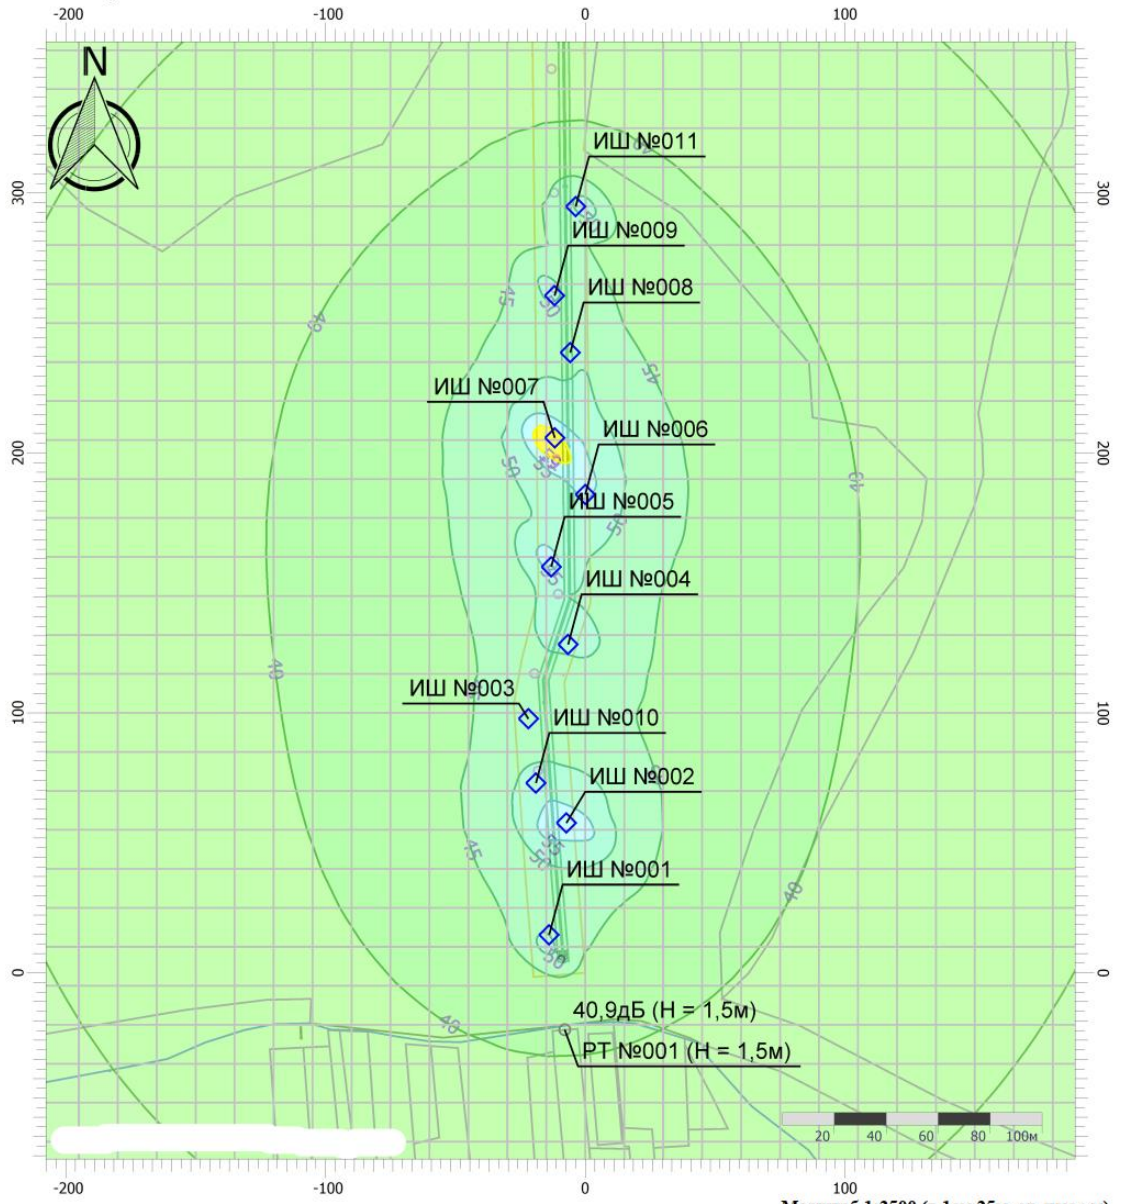 -200 -100 0 100
N
ИШ №011
300 300
ИШ №009
ИШ №008
45
40
45
ИШ №007
ИШ №006
200 200
50
40
ИШ №005
50
ИШ №004
40
ИШ №003
100 100
ИШ №010
ИШ №002
45
ИШ №001
40
50
0 0
40,9дБ (Н = 1,5м)
40
РТ №001 (Н = 1,5м)
20 40 60 80 100м
-200 -100 0 100